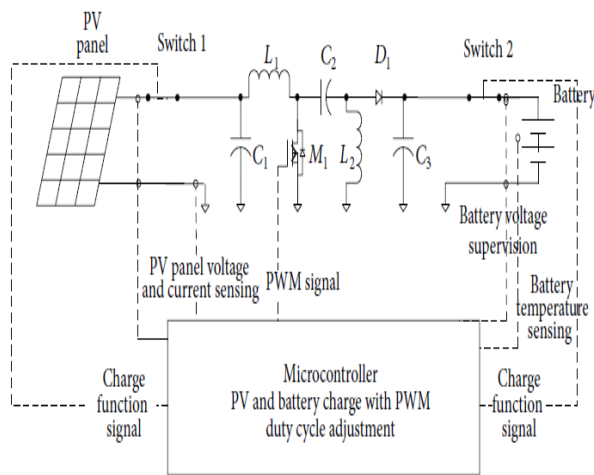 PV
panel
Switch 1
L1
C2
D1
Switch 2
Battery
C1
M1
L2
C3
PV panel voltage
and current sensing
PWM signal
Battery voltage
supervision
Battery
temperature
sensing
Charge
function
signal
Microcontroller
PV and battery charge with PWM
duty cycle adjustment
Charge
function
signal